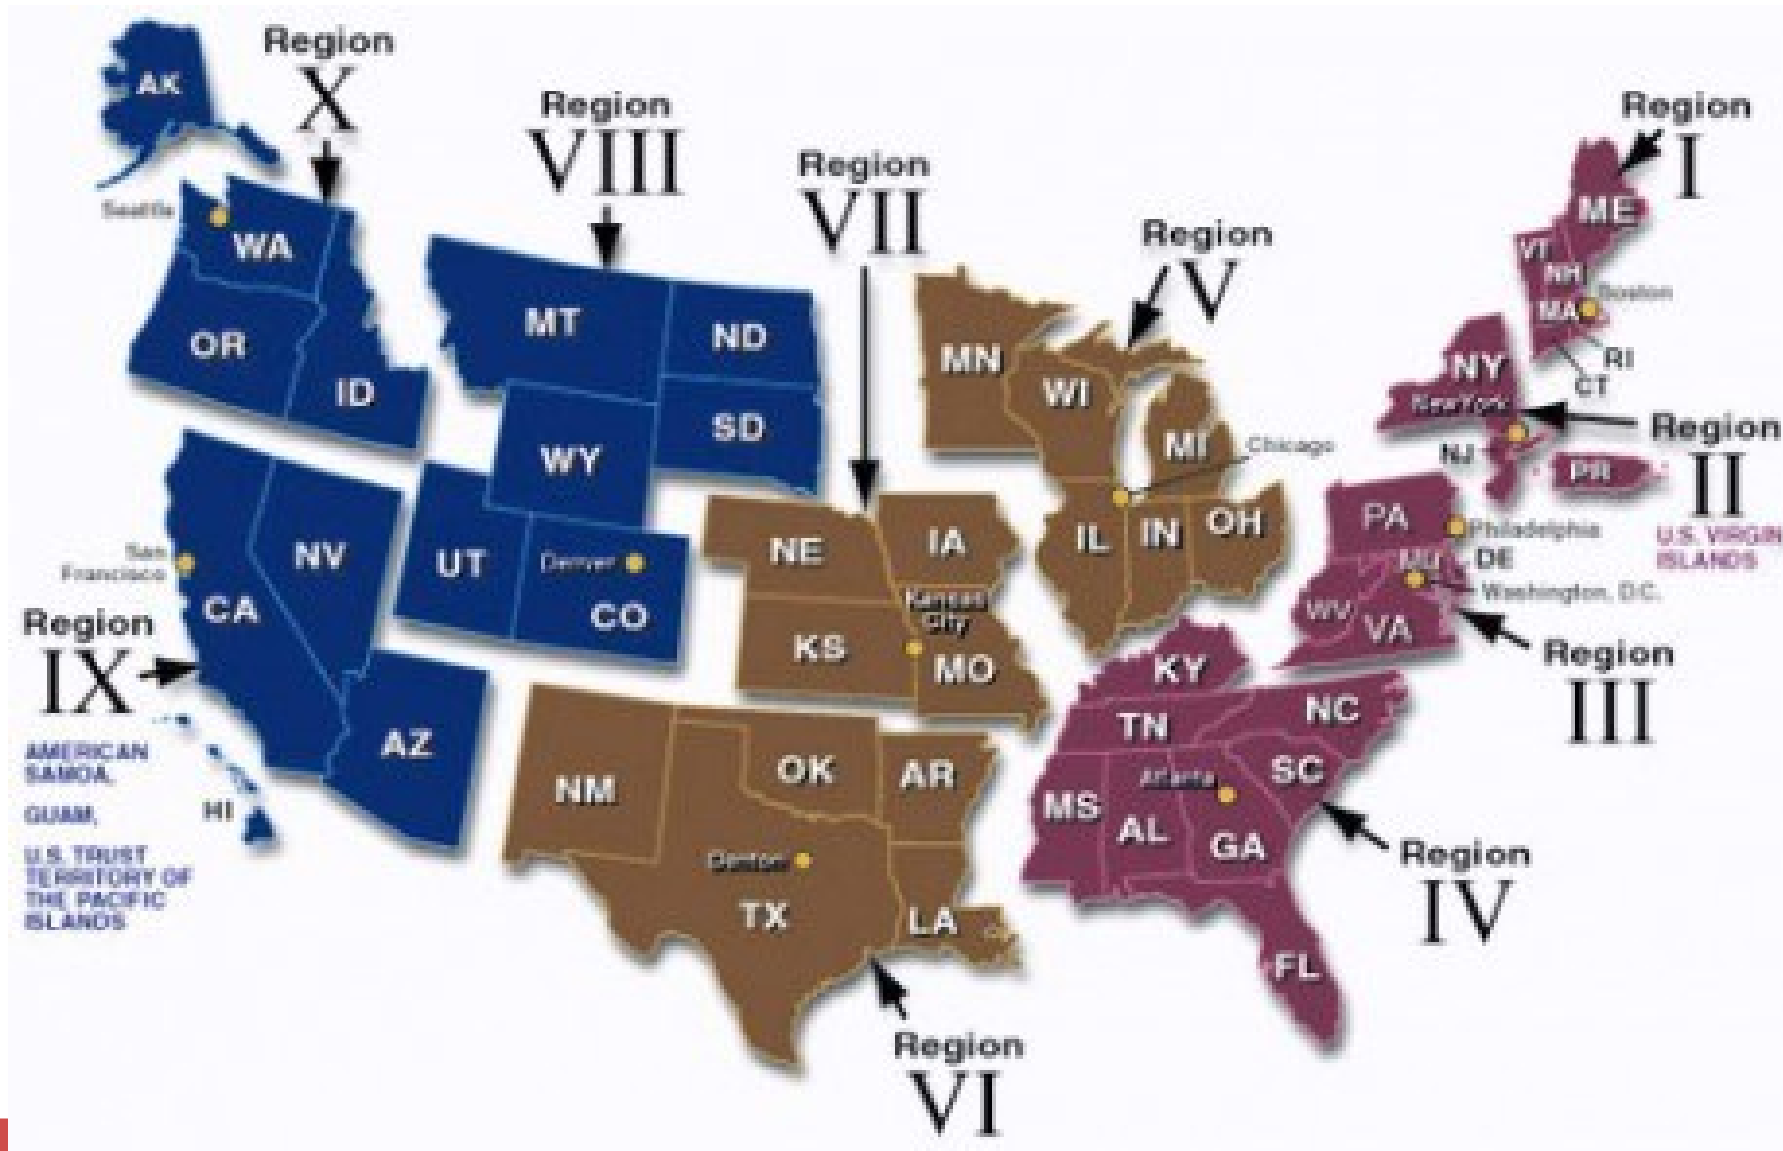 AK
Region
X
Region
VIII
Region
VII
Region
V
Region
I
Seattle
WA
OR
ID
MT
ND
SD
WY
MN
WI
MI
Chicago
ME
VT
NH
MA
Boston
RI
CT
NY
New York
Region
II
NJ
PR
U.S. VIRGIN
ISLANDS
San
Francisco
CA
NV
UT
Denver
CO
NE
IA
Kansas
City
KS
MO
IL
IN
OH
PA
Philadelphia
DE
Washington, D.C.
WV
VA
Region
III
Region
IX
AMERICAN
SAMOA,
GUAM,
U.S. TRUST
TERRITORY OF
THE PACIFIC
ISLANDS
HI
AZ
NM
OK
AR
Denton
TX
LA
KY
TN
NC
SC
Atlanta
MS
AL
GA
FL
Region
IV
Region
VI